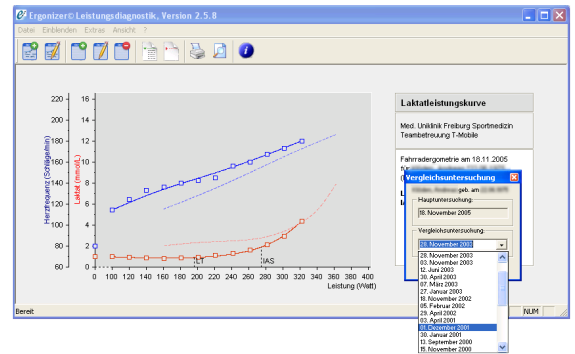 Ergonizer© Leistungsdiagnostik, Version 2.5.8
Datei Einblenden Extras Ansicht ?
Herzfrequenz (Schläge/min)
220
200
180
160
140
120
100
80
60
Laktat (mmol/L)
16
14
12
10
8
6
4
2
0
LT
IAS
0 100 120 140 160 180 200 220 240 260 280 300 320 340 360 380 400
Leistung (Watt)
Laktatleistungskurve
Med. Uniklinik Freiburg Sportmedizin
Teambetreuung T-Mobile
Fahrradergometrie am 18.11.2005
für
Vergleichsuntersuchung
geb. am
Hauptuntersuchung:
18. November 2005
Vergleichsuntersuchung:
28. November 2003
28. November 2003
03. November 2003
12. Juni 2003
30. April 2003
07. März 2003
27. Januar 2003
18. November 2002
05. Februar 2002
29. April 2002
03. April 2001
01. Dezember 2001
30. Januar 2001
13. September 2000
15. November 2000
Bereit
NUM